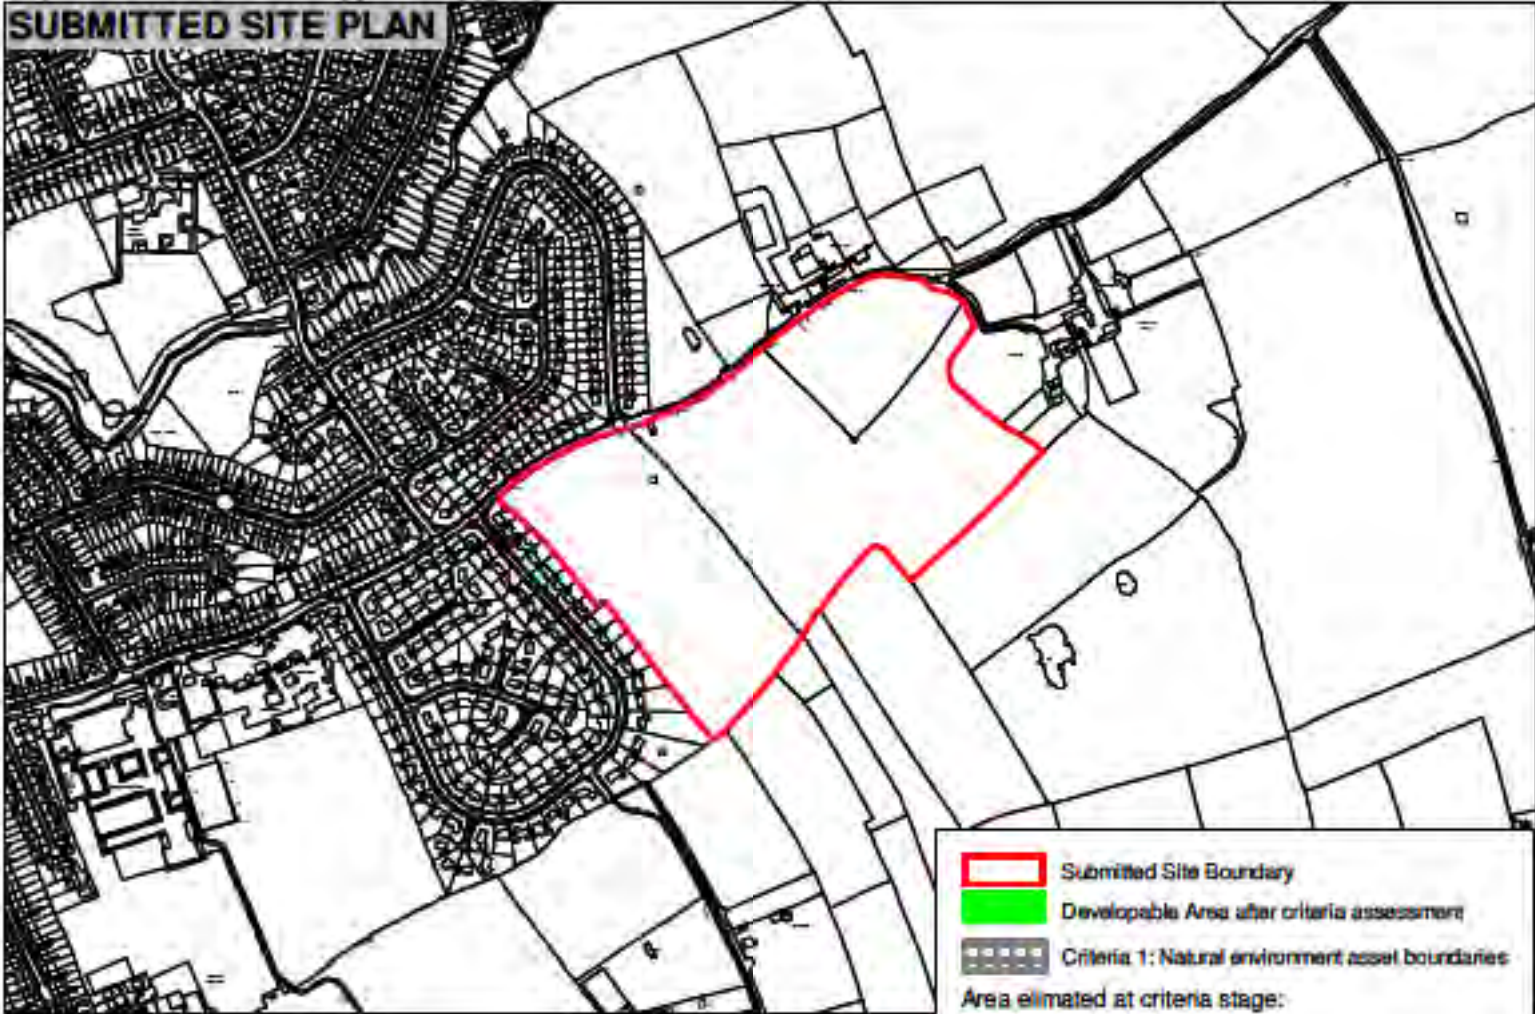 SUBMITTED SITE PLAN
Submitted Site Boundary
Developable Area after criteria assessment
Criteria 1: Natural environment asset boundaries
Area elimated at criteria stage: